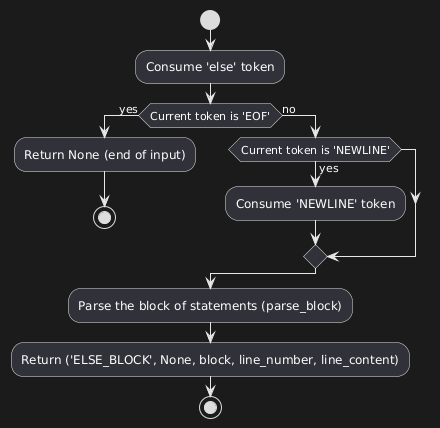 Consume 'else' token
yes
Current token is 'EOF'
no
Return None (end of input)
Current token is 'NEWLINE'
yes
Consume 'NEWLINE' token
Parse the block of statements (parse_block)
Return ('ELSE_BLOCK', None, block, line_number, line_content)